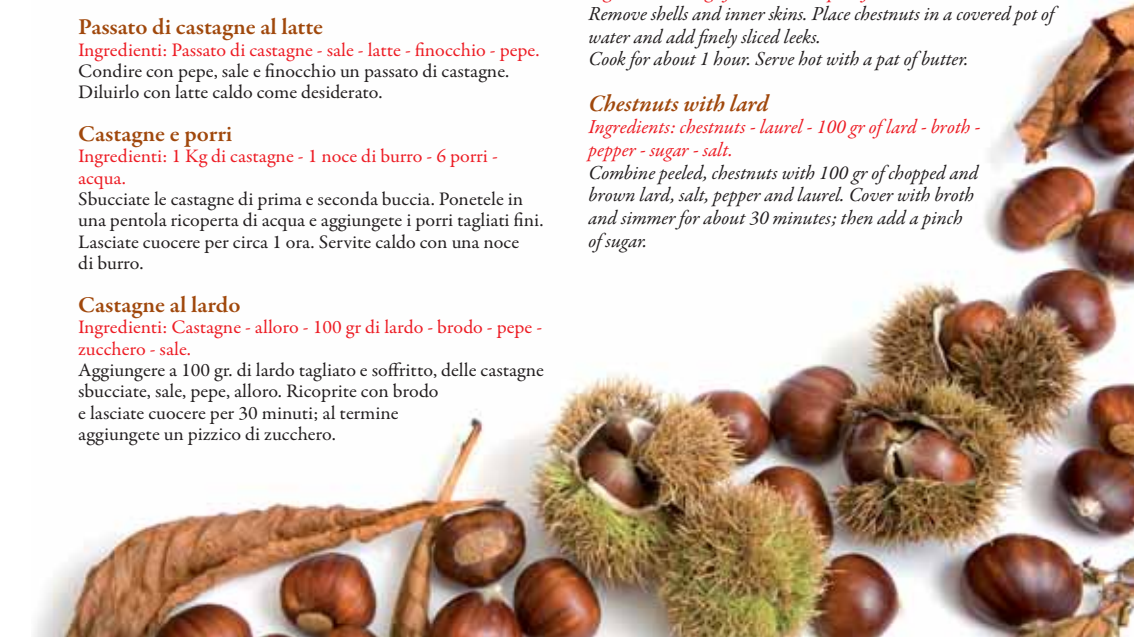 Passato di castagne al latte
Ingredienti: Passato di castagne - sale - latte - finocchio - pepe.
Condire con pepe, sale e finocchio un passato di castagne.
Diluirlo con latte caldo come desiderato.
Castagne e porri
Ingredienti: 1 Kg di castagne - 1 noce di burro - 6 porri -
acqua.
Sbucciate le castagne di prima e seconda buccia. Ponetele in
una pentola ricoperta di acqua e aggiungete i porri tagliati fini.
Lasciate cuocere per circa 1 ora. Servite caldo con una noce
di burro.
Castagne al lardo
Ingredienti: Castagne - alloro - 100 gr di lardo - brodo - pepe -
zucchero - sale.
Aggiungere a 100 gr. di lardo tagliato e soffritto, delle castagne
sbucciate, sale, pepe, alloro. Ricoprite con brodo
e lasciate cuocere per 30 minuti; al termine
aggiungete un pizzico di zucchero.
Remove shells and inner skins. Place chestnuts in a covered pot of
water and add finely sliced leeks.
Cook for about 1 hour. Serve hot with a pat of butter.
Chestnuts with lard
Ingredients: chestnuts - laurel - 100 gr of lard - broth -
pepper - sugar - salt.
Combine peeled, chestnuts with 100 gr of chopped and
brown lard, salt, pepper and laurel. Cover with broth
and simmer for about 30 minutes; then add a pinch
of sugar.